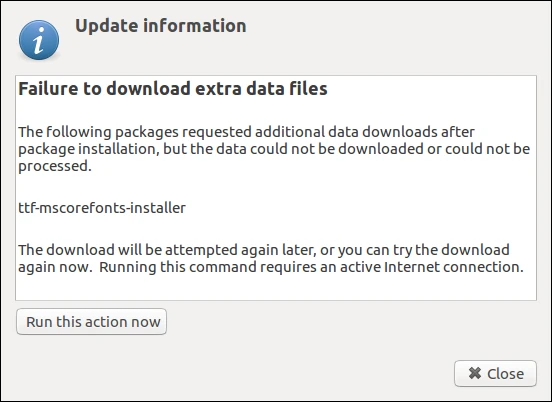 Update information
Failure to download extra data files
The following packages requested additional data downloads after
package installation, but the data could not be downloaded or could not be
processed.
ttf-mscorefonts-installer
The download will be attempted again later, or you can try the download
again now.  Running this command requires an active Internet connection.
Run this action now
Close